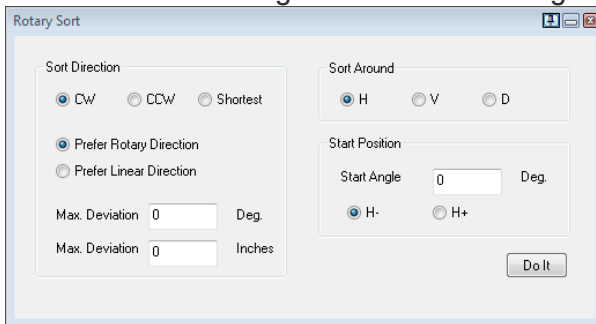 Rotary Sort
Sort Direction
CW CCW Shortest
Prefer Rotary Direction
Prefer Linear Direction
Max. Deviation 0 Deg.
Max. Deviation 0 Inches
Sort Around
H V D
Start Position
Start Angle 0 Deg.
H- H+
Do It